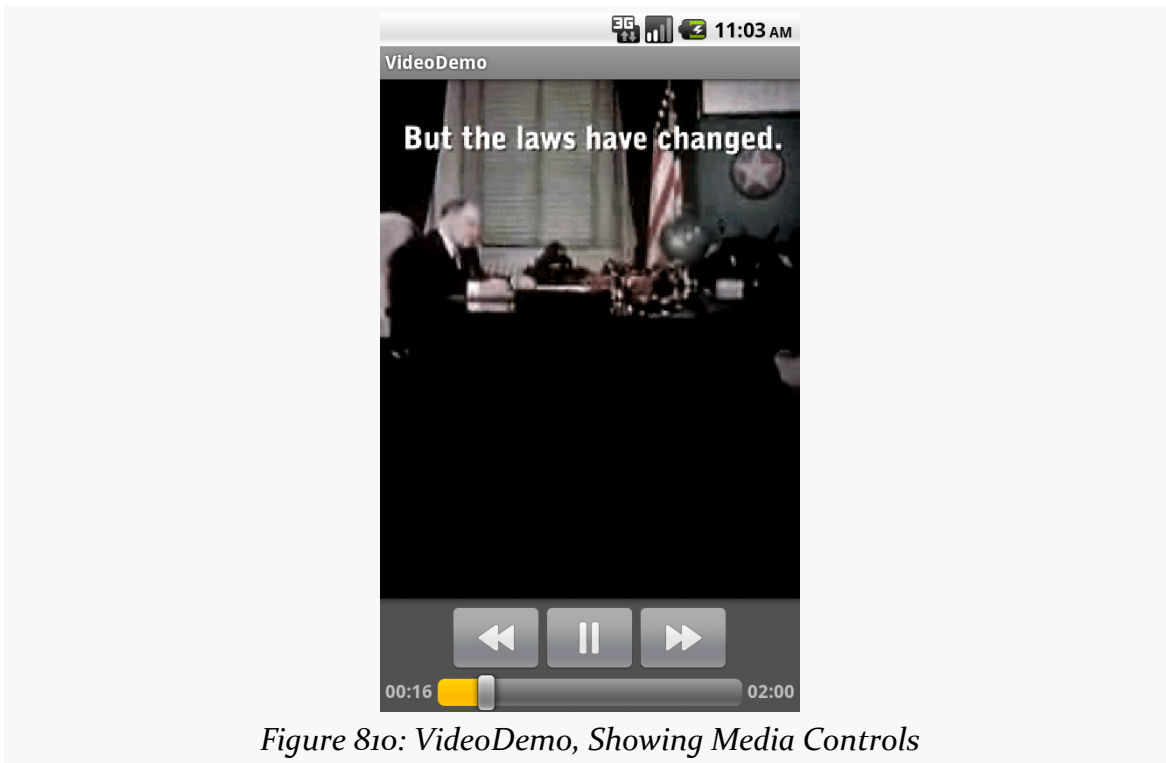 3G 11:03 AM
VideoDemo
But the laws have changed.
00:16 02:00
Figure 810: VideoDemo, Showing Media Controls